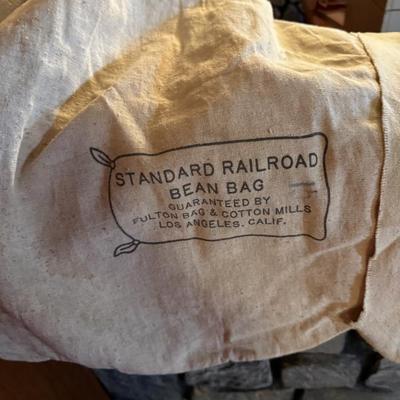 STANDARD RAILROAD
BEAN BAG
GUARANTEED BY
FULTON BAG & COTTON MILLS
LOS ANGELES, CALIF.